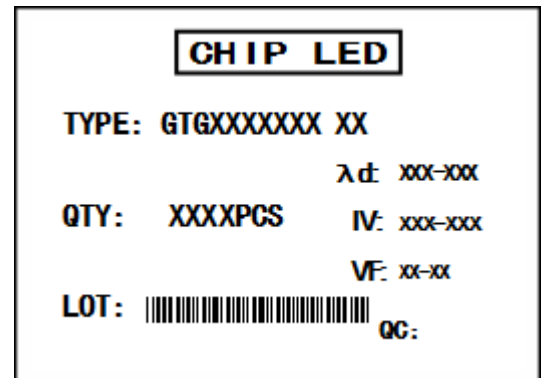 CHIP LED
TYPE: GTGXXXXXXX XX
λd: XXX-XXX
QTY: XXXXPCS
IV: XXX-XXX
VF: XX-XX
LOT:
QC: